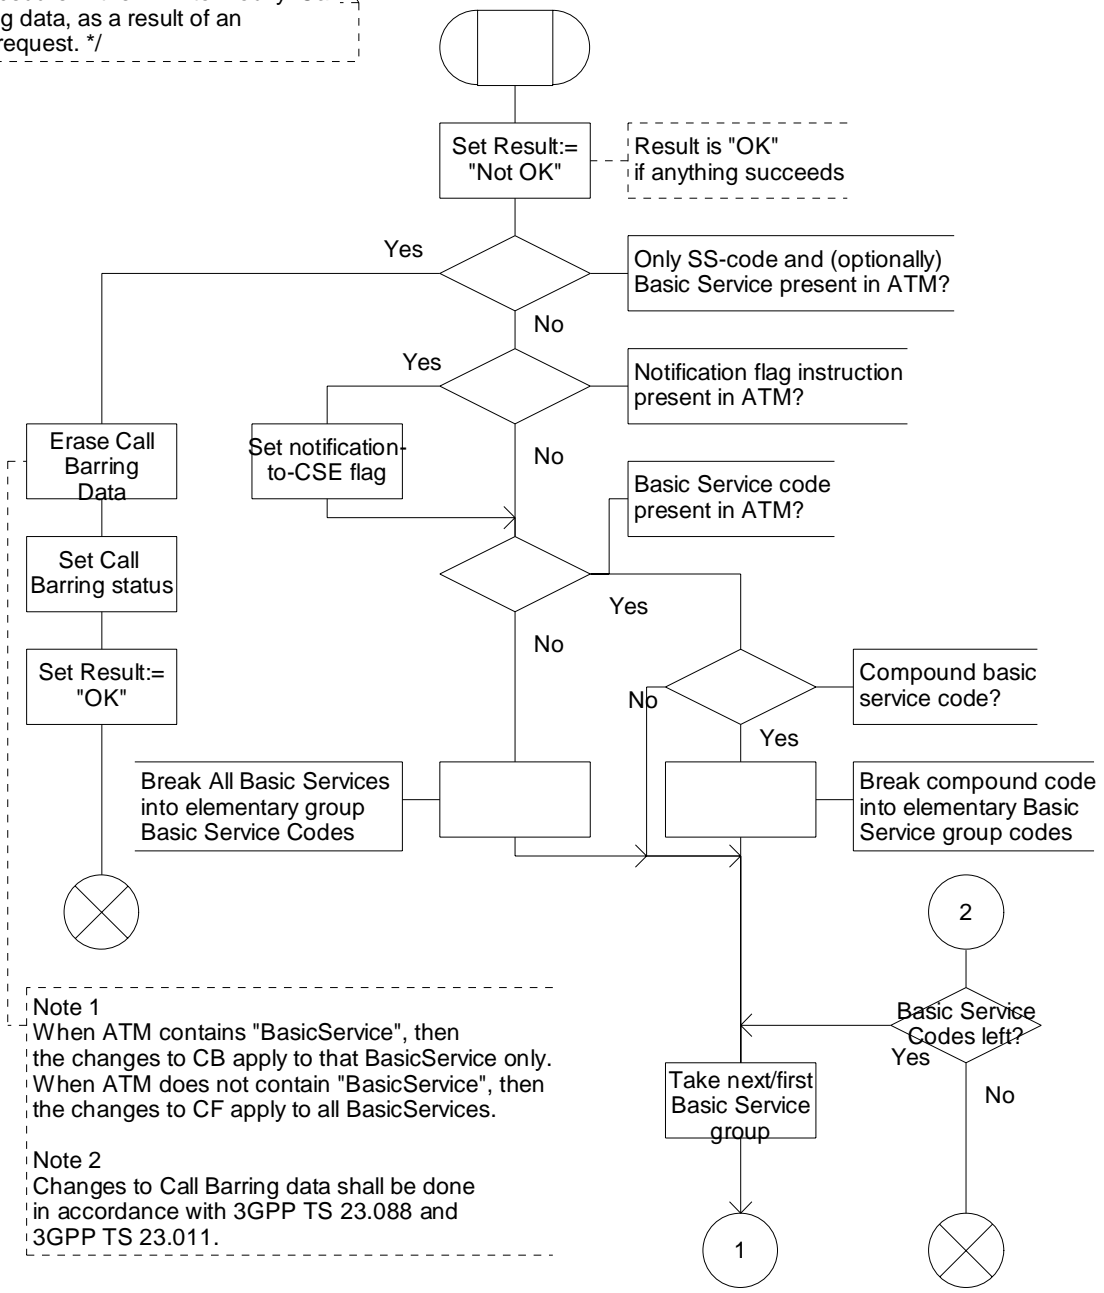 g data, as a result of an
request. */
Set Result:=
"Not OK"
Result is "OK"
if anything succeeds
Yes
Only SS-code and (optionally)
Basic Service present in ATM?
No
Yes
Notification flag instruction
present in ATM?
Erase Call
Barring
Data
Set notification-
to-CSE flag
No
Basic Service code
present in ATM?
Set Call
Barring status
Yes
No
Set Result:=
"OK"
No
Compound basic
service code?
Yes
Break All Basic Services
into elementary group
Basic Service Codes
Break compound code
into elementary Basic
Service group codes
2
Basic Service
Codes left?
Yes
No
Note 1
When ATM contains "BasicService", then
the changes to CB apply to that BasicService only.
When ATM does not contain "BasicService", then
the changes to CF apply to all BasicServices.
Note 2
Changes to Call Barring data shall be done
in accordance with 3GPP TS 23.088 and
3GPP TS 23.011.
Take next/first
Basic Service
group
1